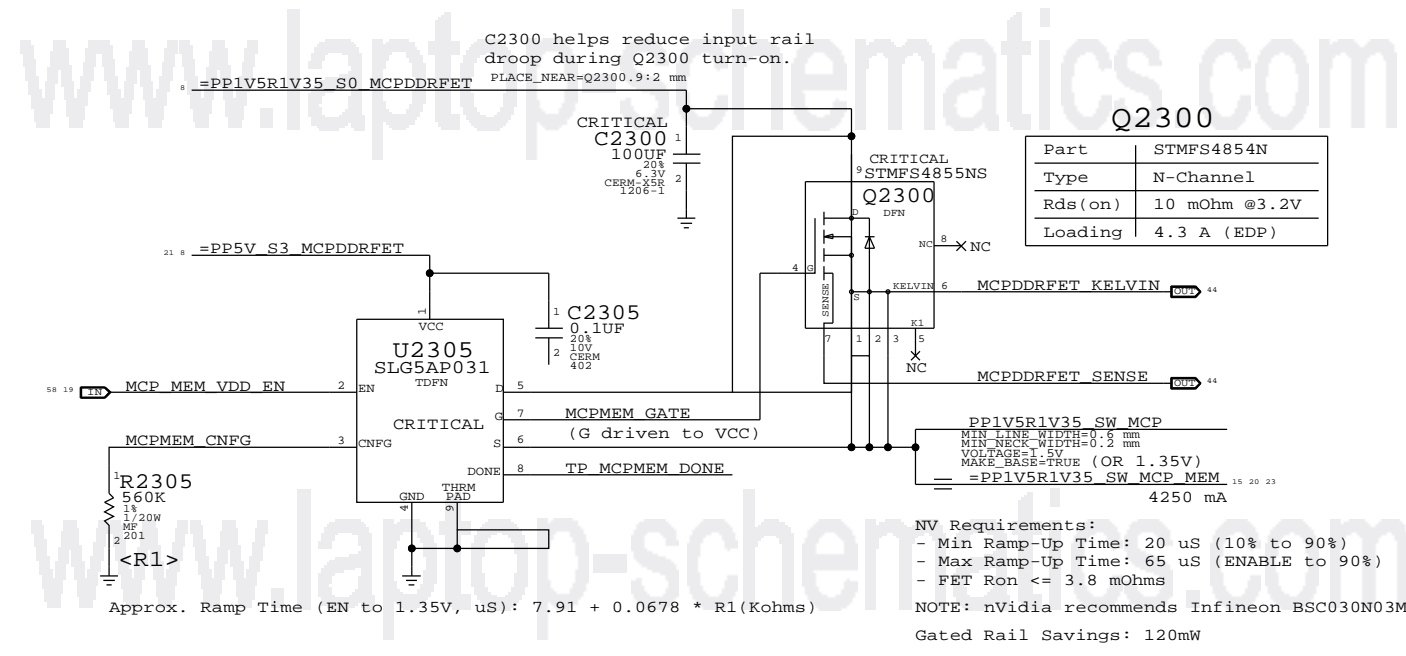 www.laptop-schematics.com
C2300 helps reduce input rail
droop during Q2300 turn-on.
PLACE_NEAR=Q2300.9:2 mm
8 =PP1V5R1V35_S0_MCPDDRFET
CRITICAL
C2300
100UF
20%
6.3V
CERM-X5R
1206-1
1
2
Q2300
Part STMFS4854N
Type N-Channel
Rds(on) 10 mOhm @3.2V
Loading 4.3 A (EDP)
CRITICAL
9 STMFS4855NS
Q2300
DFN
D
NC 8 NC
4 G
SENSE
S
KELVIN 6 MCPDDRFET_KELVIN OUT 44
K1
7 1 2 3 5
NC
MCPDDRFET_SENSE OUT 44
21 8 =PP5V_S3_MCPDDRFET
1
VCC
C2305
0.1UF
20%
10V
CERM
402
1
2
U2305
SLG5AP031
TDFN
CRITICAL
58 19 IN MCP_MEM_VDD_EN 2 EN
D 5
G 7 MCPMEM_GATE
(G driven to VCC)
MCPMEM_CNFG 3 CNFG
S 6
DONE 8 TP_MCPMEM_DONE
THRM
GND PAD
4 9
1
R2305
560K
1%
1/20W
MF
201
2
<R1>
PP1V5R1V35_SW_MCP
MIN_LINE_WIDTH=0.6 mm
MIN_NECK_WIDTH=0.2 mm
VOLTAGE=1.5V
MAKE_BASE=TRUE (OR 1.35V)
=PP1V5R1V35_SW_MCP_MEM 15 20 23
4250 mA
www.laptop-schematics.com
NV Requirements:
- Min Ramp-Up Time: 20 uS (10% to 90%)
- Max Ramp-Up Time: 65 uS (ENABLE to 90%)
- FET Ron <= 3.8 mOhms
Approx. Ramp Time (EN to 1.35V, uS): 7.91 + 0.0678 * R1(Kohms)
NOTE: nVidia recommends Infineon BSC030N03M
Gated Rail Savings: 120mW